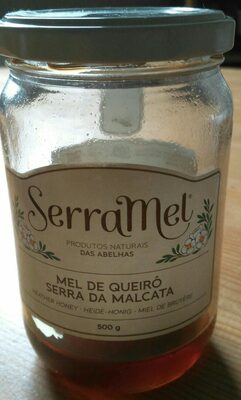 SerraMel®
PRODUTOS NATURAIS
DAS ABELHAS
MEL DE QUEIRÓ
SERRA DA MALCATA
HEATHER HONEY · HEIDE-HONIG · MIEL DE BRUYÈRE
500 g